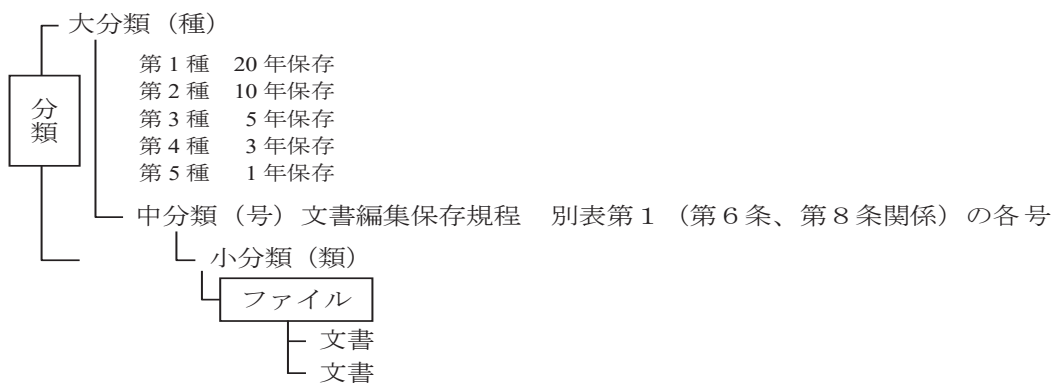 大分類（種）
第１種　20 年保存
第２種　10 年保存
第３種　5 年保存
第４種　3 年保存
第５種　1 年保存
分類
中分類（号）文書編集保存規程　別表第１（第６条、第８条関係）の各号
小分類（類）
ファイル
文書
文書